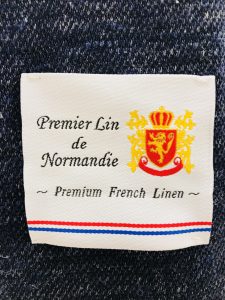 Premier Lin
de
Normandie
~ Premium French Linen ~